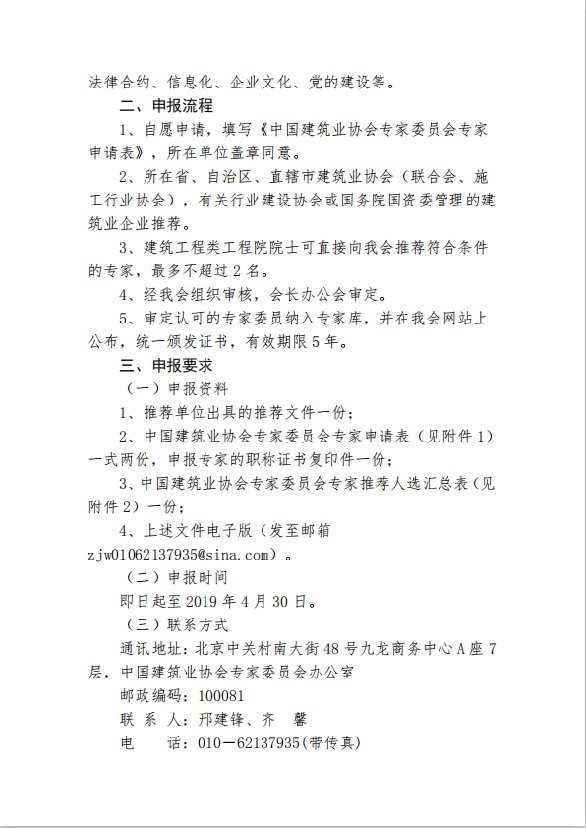 法律合约、信息化、企业文化、党的建设等。
二、申报流程
1、自愿申请，填写《中国建筑业协会专家委员会专家
申请表》，所在单位盖章同意。
2、所在省、自治区、直辖市建筑业协会（联合会、施
工行业协会），有关行业建设协会或国务院国资委管理的建
筑业企业推荐。
3、建筑工程类工程院院士可直接向我会推荐符合条件
的专家，最多不超过 2 名。
4、经我会组织审核，会长办公会审定。
5、审定认可的专家委员纳入专家库，并在我会网站上
公布，统一颁发证书，有效期限 5 年。
三、申报要求
（一）申报资料
1、推荐单位出具的推荐文件一份；
2、中国建筑业协会专家委员会专家申请表（见附件 1）
一式两份，申报专家的职称证书复印件一份；
3、中国建筑业协会专家委员会专家推荐人选汇总表（见
附件 2）一份；
4、上述文件电子版（发至邮箱
zjw01062137935@sina.com）。
（二）申报时间
即日起至 2019 年 4 月 30 日。
（三）联系方式
通讯地址：北京中关村南大街 48 号九龙商务中心 A 座 7
层，中国建筑业协会专家委员会办公室
邮政编码：100081
联 系 人：邢建锋、齐 馨
电 话：010－62137935(带传真)